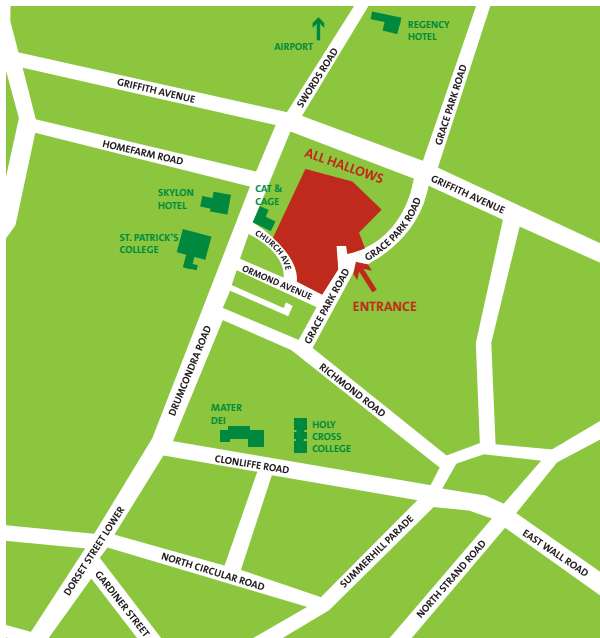 REGENCY
HOTEL
AIRPORT
SWORDS ROAD
GRACE PARK ROAD
GRIFFITH AVENUE
HOMEFARM ROAD
ALL HALLOWS
GRIFFITH AVENUE
SKYLON
HOTEL
CAT &
CAGE
GRACE PARK ROAD
ST. PATRICK'S
COLLEGE
CHURCH AVE
ORMOND AVENUE
GRACE PARK ROAD
ENTRANCE
DRUMCONDRA ROAD
RICHMOND ROAD
MATER
DEI
HOLY
CROSS
COLLEGE
CLONLIFFE ROAD
DORSET STREET LOWER
NORTH CIRCULAR ROAD
SUMMERHILL PARADE
NORTH STRAND ROAD
EAST WALL ROAD
GARDINER STREET